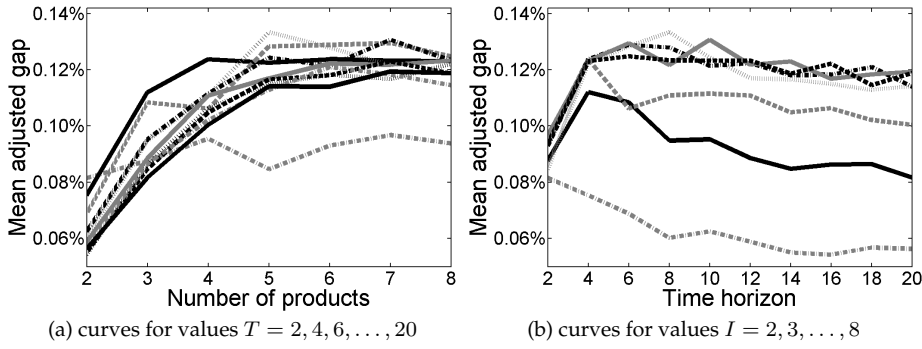 0.14%
0.12%
0.10%
0.08%
0.06%
Mean adjusted gap
2 3 4 5 6 7 8
Number of products
(a) curves for values T = 2, 4, 6, . . . , 20
0.14%
0.12%
0.10%
0.08%
0.06%
Mean adjusted gap
2 4 6 8 10 12 14 16 18 20
Time horizon
(b) curves for values I = 2, 3, . . . , 8